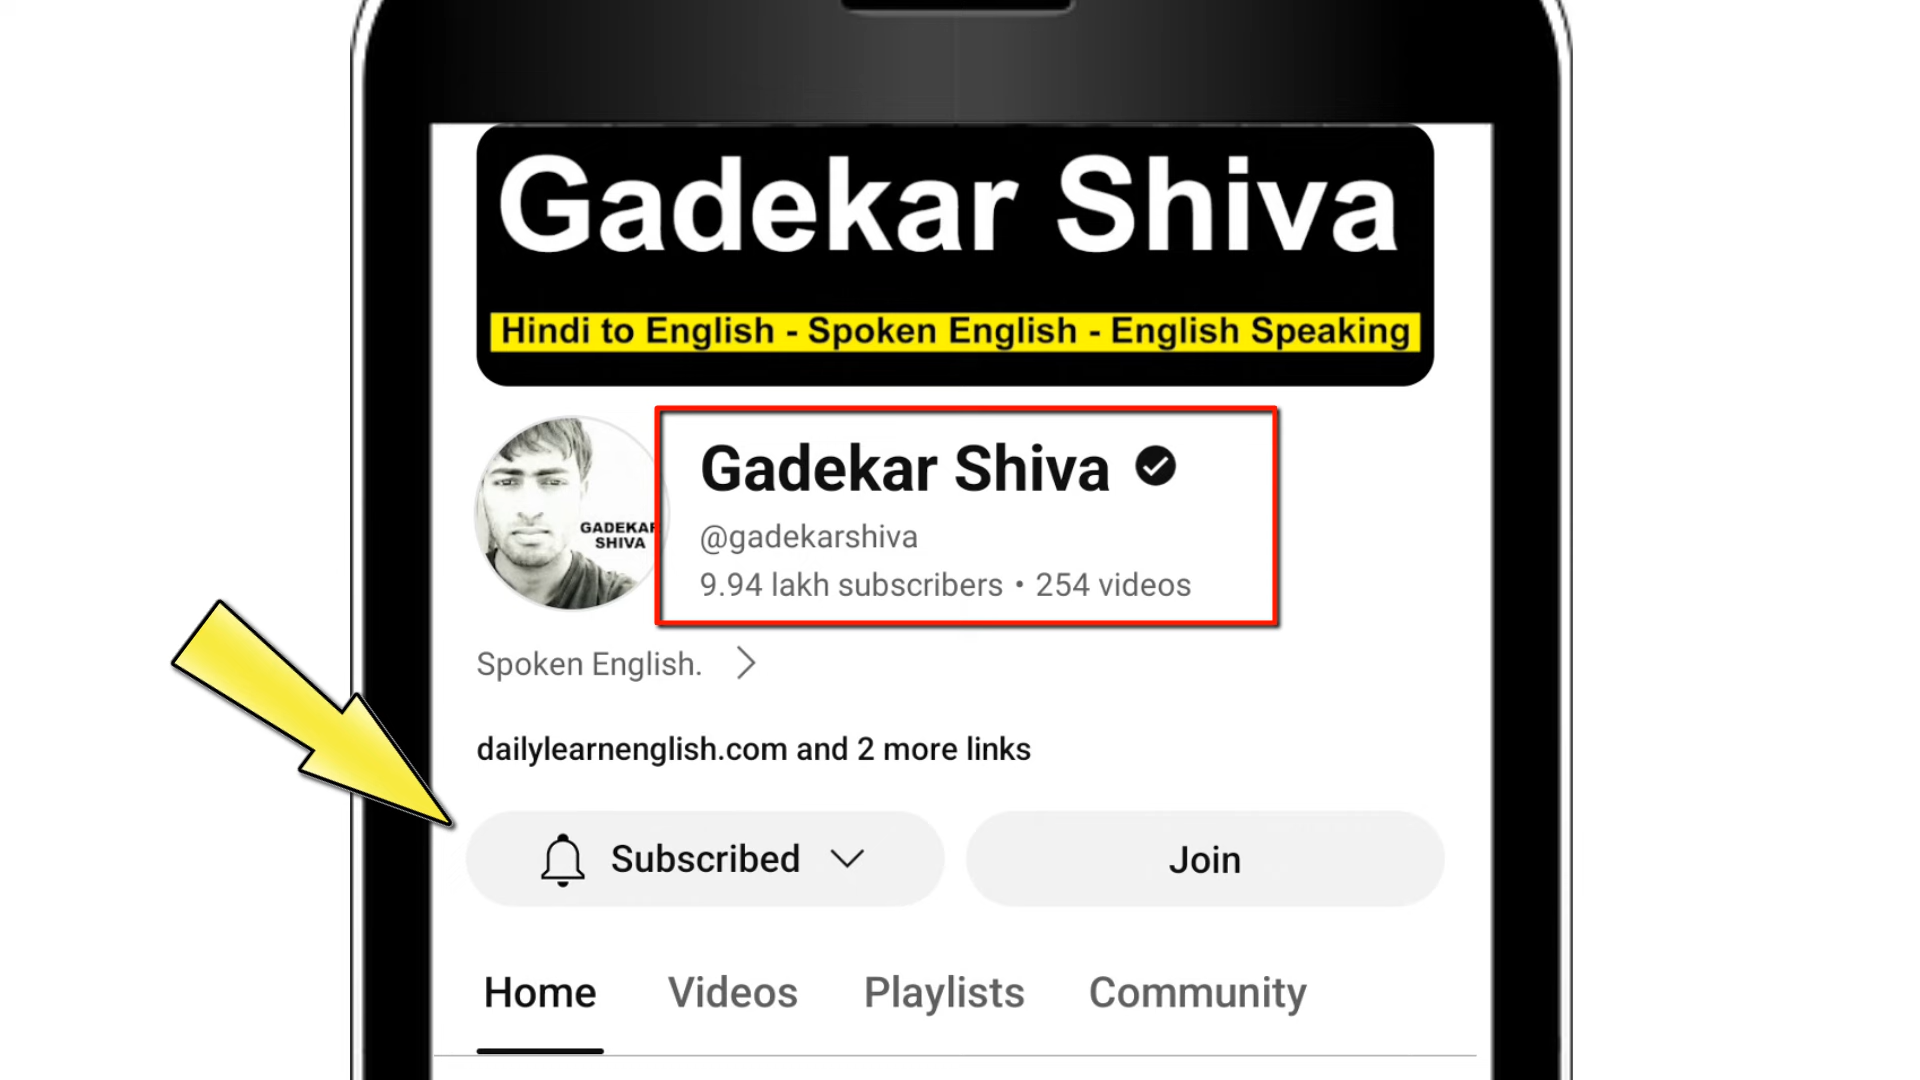 Gadekar Shiva
Hindi to English - Spoken English - English Speaking
GADEKAR
SHIVA
Gadekar Shiva
@gadekarshiva
9.94 lakh subscribers • 254 videos
Spoken English.
dailylearnenglish.com and 2 more links
Subscribed
Join
Home Videos Playlists Community